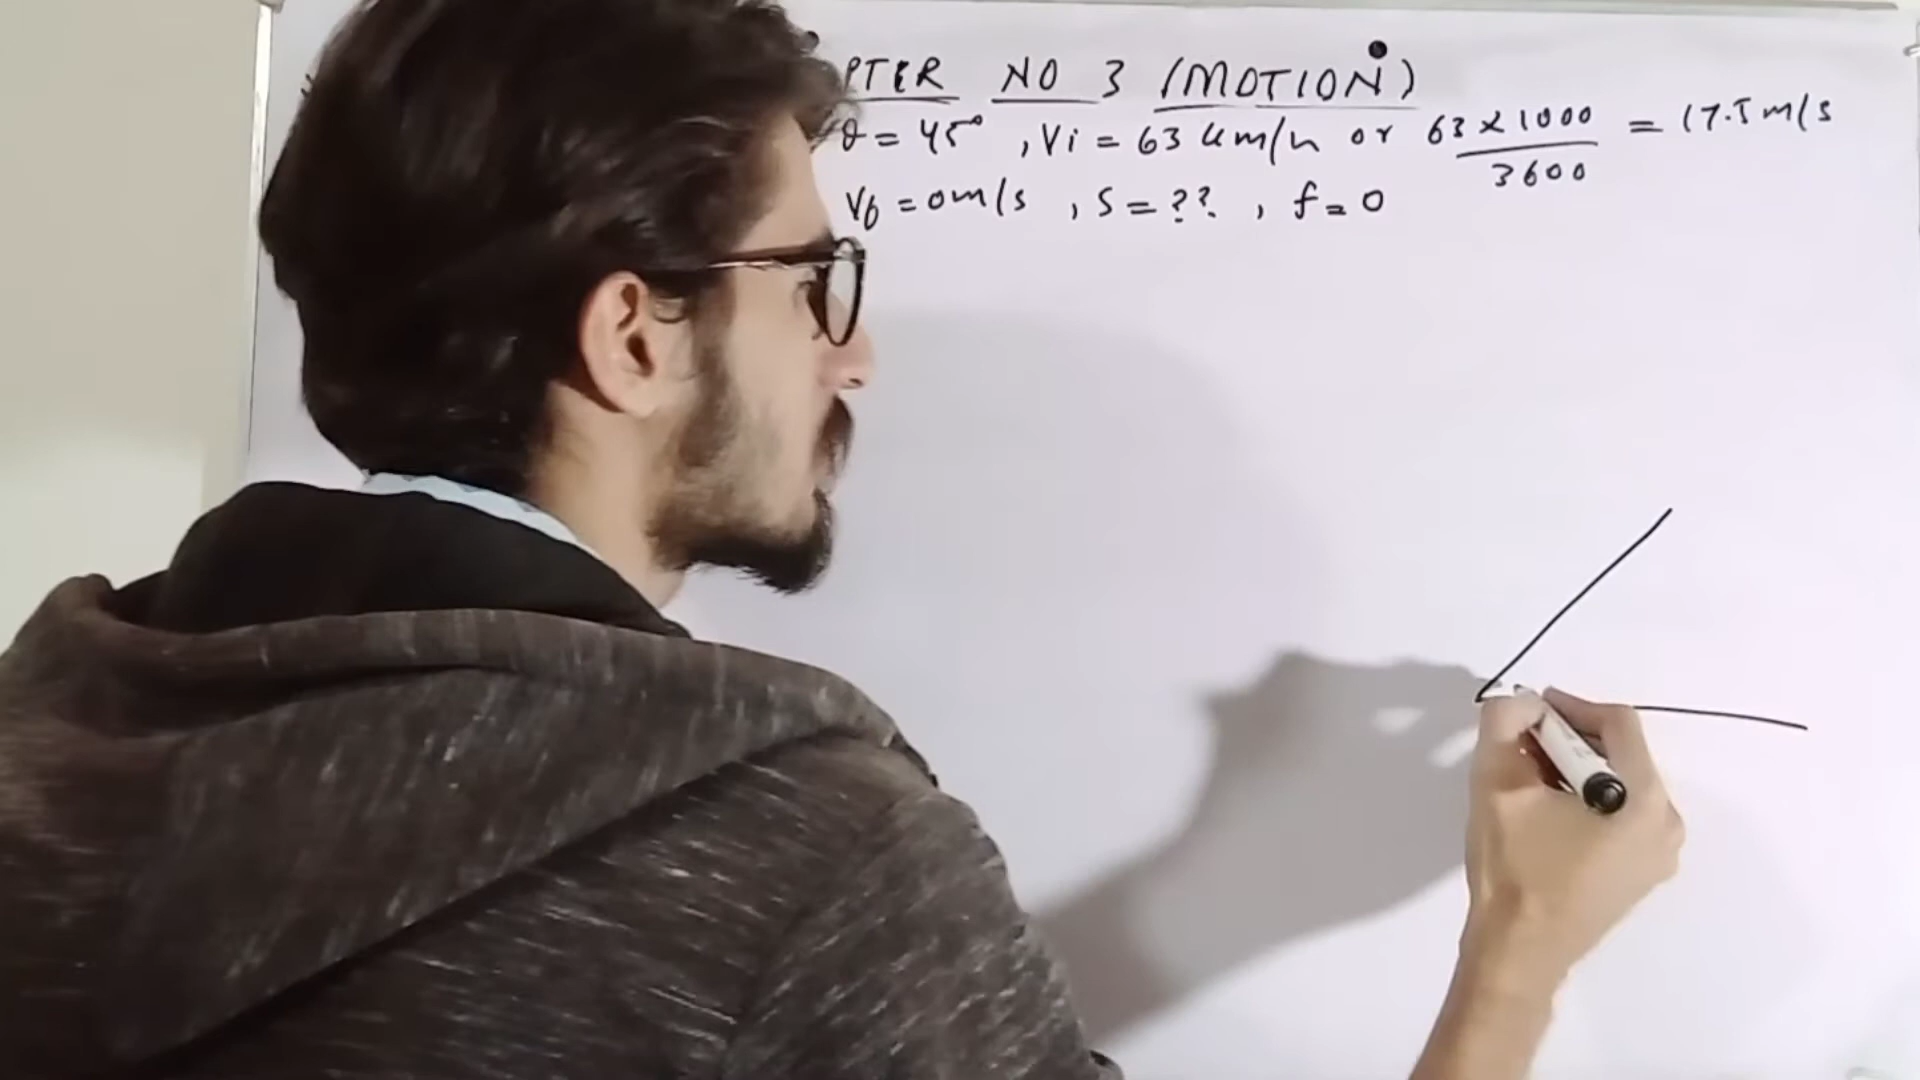 PTER NO 3 (MOTION)
θ = 45° , Vi = 63 km/h or 63 x 1000 / 3600 = 17.5 m/s
Vf = 0 m/s , S = ?? , f = 0